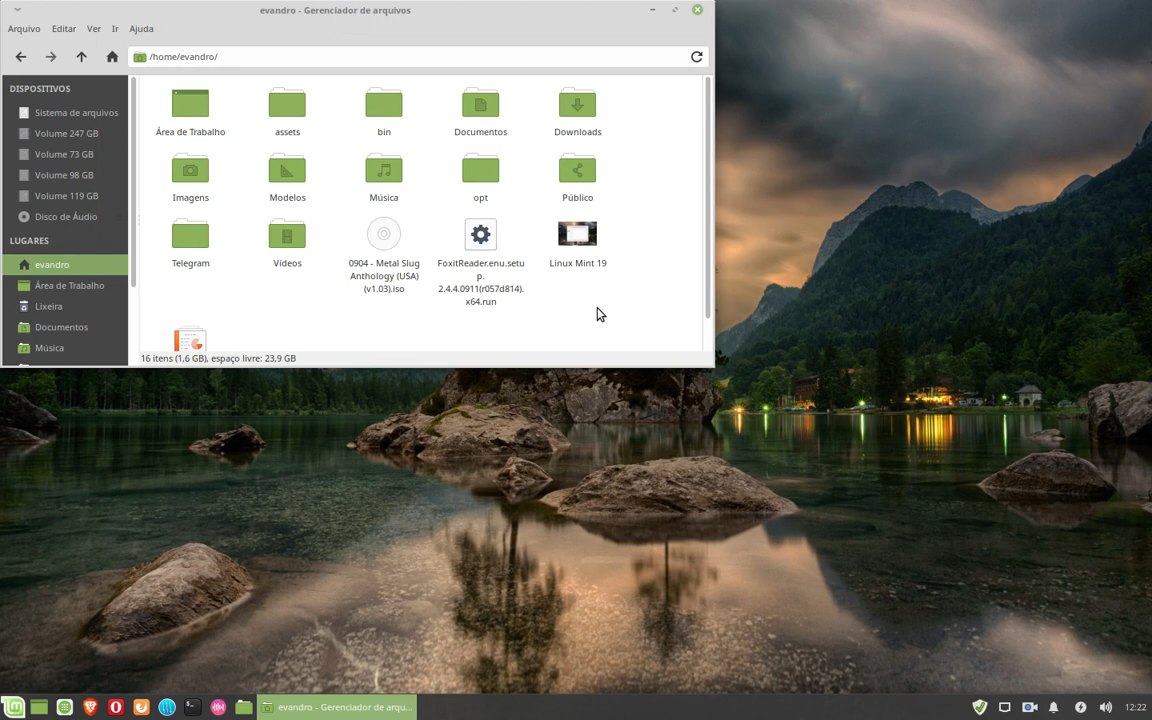 evandro - Gerenciador de arquivos
Arquivo Editar Ver Ir Ajuda
/home/evandro/
DISPOSITIVOS
Sistema de arquivos
Volume 247 GB
Volume 73 GB
Volume 98 GB
Volume 119 GB
Disco de Áudio
LUGARES
evandro
Área de Trabalho
Lixeira
Documentos
Música
Área de Trabalho
assets
bin
Documentos
Downloads
Imagens
Modelos
Música
opt
Público
Telegram
Vídeos
0904 - Metal Slug
Anthology (USA)
(v1.03).iso
FoxitReader.enu.setu
p.
2.4.4.0911(r057d814).
x64.run
Linux Mint 19
16 itens (1,6 GB), espaço livre: 23,9 GB
evandro - Gerenciador de arqu...
12:22